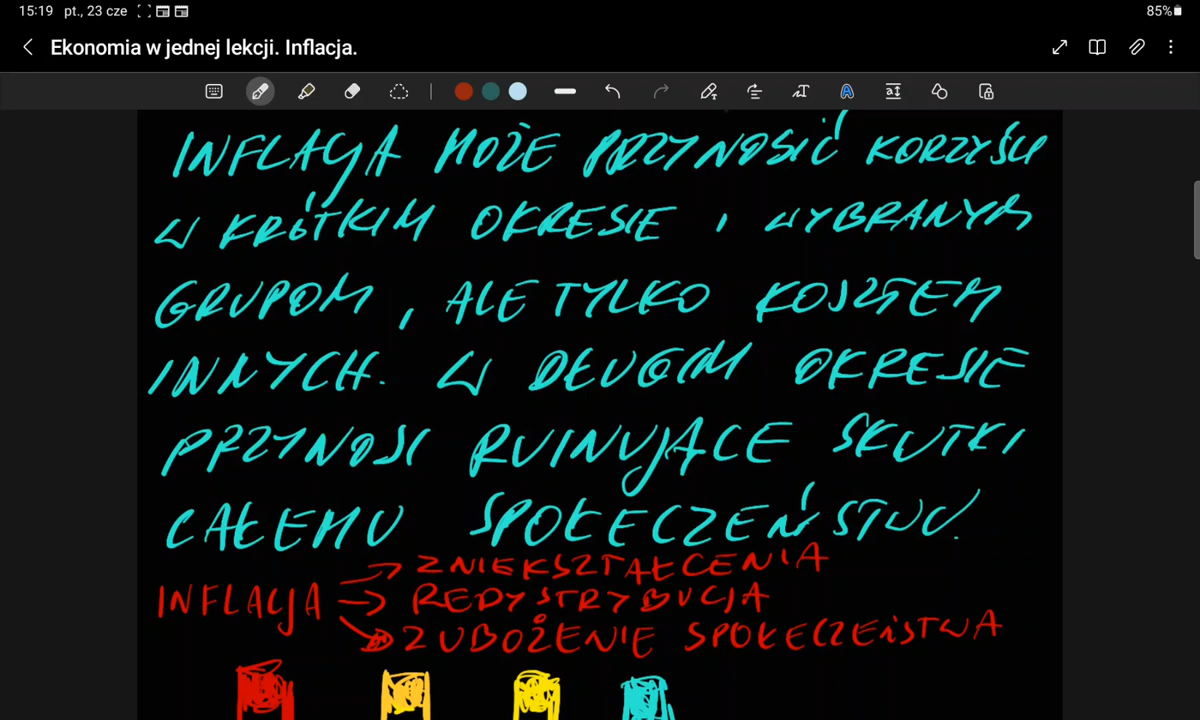 15:19 pt., 23 cze 85%
Ekonomia w jednej lekcji. Inflacja.
INFLACJA MOŻE PRZYNOSIĆ KORZYŚCI
W KRÓTKIM OKRESIE I WYBRANYM
GRUPOM, ALE TYLKO KOSZTEM
INNYCH. W DŁUGIM OKRESIE
PRZYNOSI RUINUJĄCE SKUTKI
CAŁEMU SPOŁECZEŃSTWU.
INFLACJA → ZNIEKSZTAŁCENIA
→ REDYSTRYBUCJA
→ ZUBOŻENIE SPOŁECZEŃSTWA